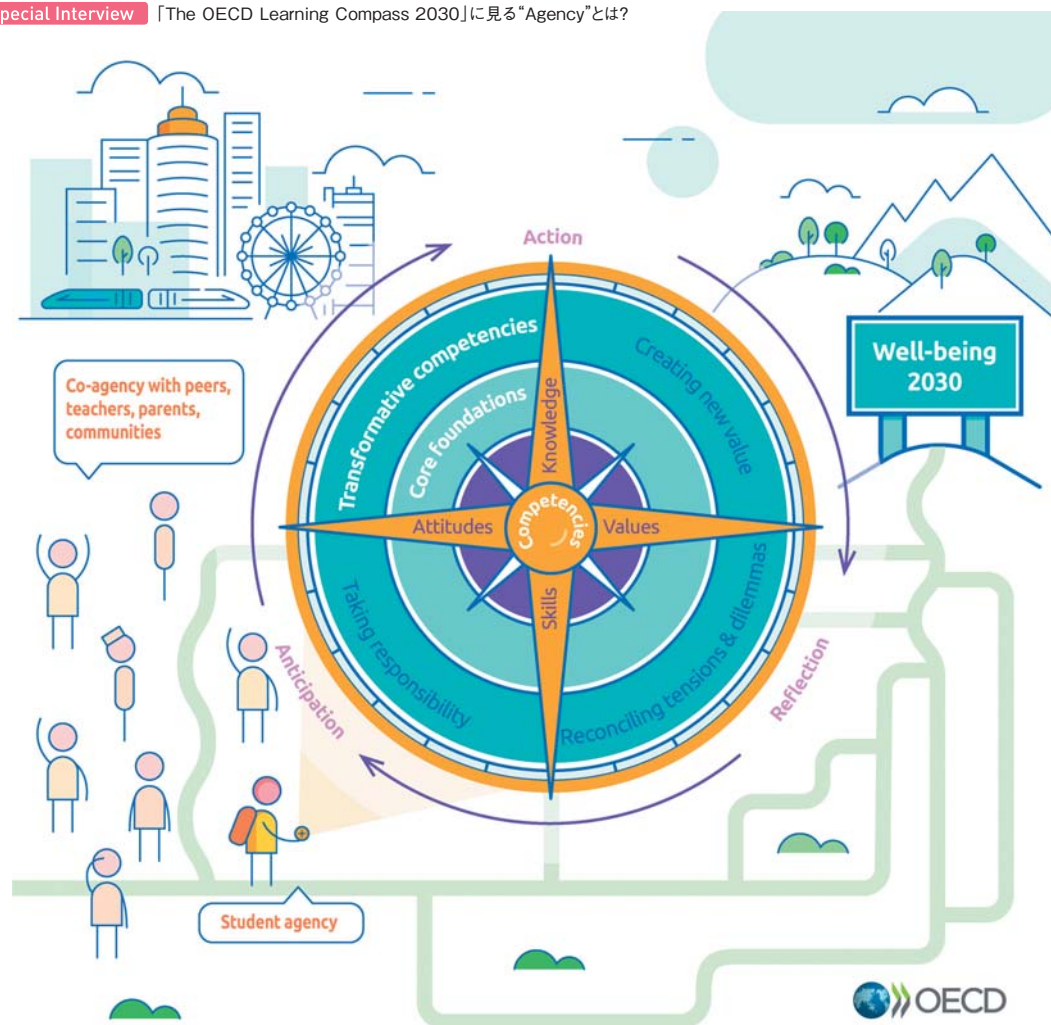 pecial Interview 「The OECD Learning Compass 2030」に見る“Agency”とは?
Action
Well-being
2030
Co-agency with peers,
teachers, parents,
communities
Transformative competencies
Creating new value
Core foundations
Knowledge
Attitudes
Competencies
Values
Skills
Taking responsibility
Reconciling tensions & dilemmas
Anticipation
Reflection
Student agency
OECD